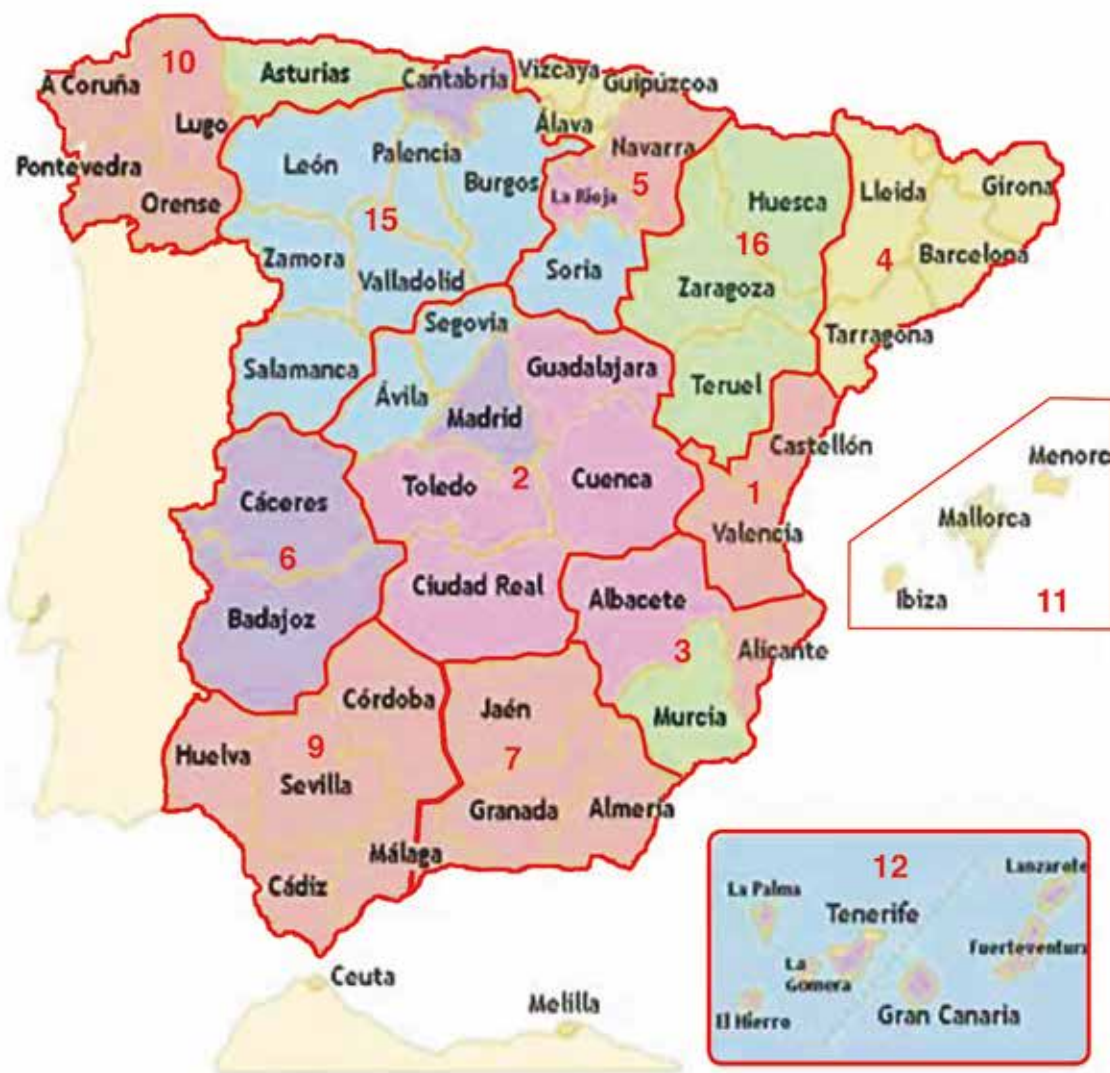 10
Asturias
Cantabria
Vizcaya
Guipúzcoa
A Coruña
Lugo
Álava
Navarra
Pontevedra
León
Palencia
Burgos
La Rioja
5
Orense
15
Huesca
Lleida
Girona
16
4
Zamora
Valladolid
Soria
Zaragoza
Barcelona
Segovia
Tarragona
Salamanca
Ávila
Guadalajara
Teruel
Madrid
Castellón
Menorc
Cáceres
Toledo
2
Cuenca
1
Valencia
Mallorca
6
Ciudad Real
Albacete
Ibiza
11
Badajoz
3
Alicante
Córdoba
Jaén
Murcia
Huelva
9
7
Sevilla
Granada
Almería
Málaga
Cádiz
12
Lanzarote
La Palma
Tenerife
Fuerteventura
La
Gomera
El Hierro
Gran Canaria
Ceuta
Melilla